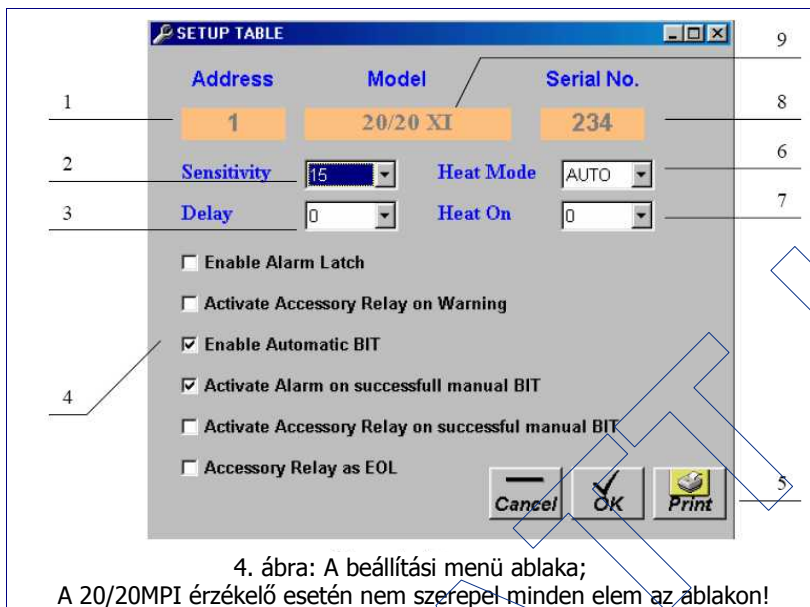 SETUP TABLE
9
Address Model Serial No.
1
8
1 20/20 XI 234
2
6
Sensitivity 15 Heat Mode AUTO
3
7
Delay 0 Heat On 0
Enable Alarm Latch
Activate Accessory Relay on Warning
Enable Automatic BIT
4
Activate Alarm on successfull manual BIT
Activate Accessory Relay on successful manual BIT
Accessory Relay as EOL
5
Cancel OK Print
4. ábra: A beállítási menü ablaka;
A 20/20MPI érzékelő esetén nem szerepel minden elem az ablakon!